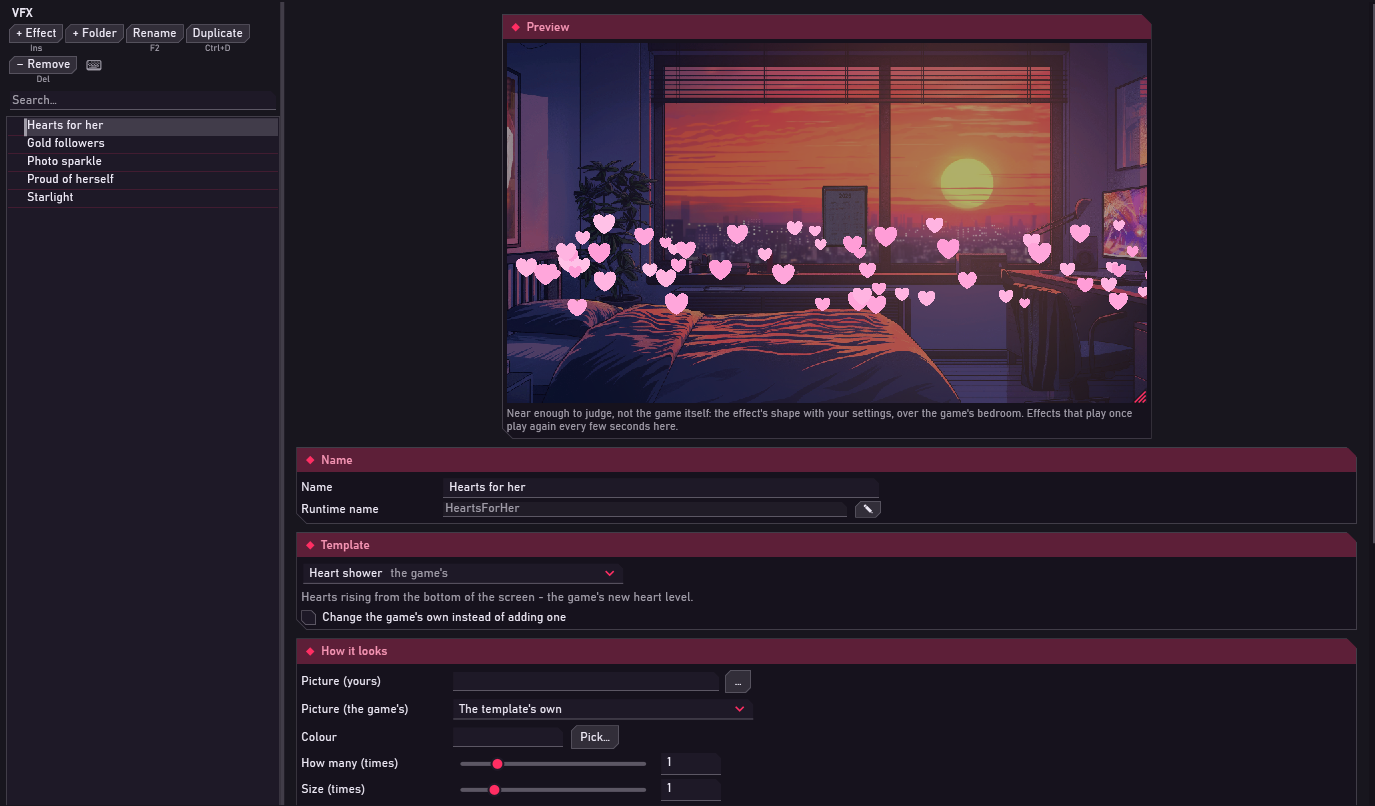 VFX
+ Effect
+ Folder
Rename
Duplicate
Ins
F2
Ctrl+D
− Remove
Del
Search...
Hearts for her
Gold followers
Photo sparkle
Proud of herself
Starlight
Preview
Near enough to judge, not the game itself: the effect's shape with your settings, over the game's bedroom. Effects that play once
play again every few seconds here.
Name
Name
Hearts for her
Runtime name
HeartsForHer
Template
Heart shower the game's
Hearts rising from the bottom of the screen - the game's new heart level.
Change the game's own instead of adding one
How it looks
Picture (yours)
...
Picture (the game's)
The template's own
Colour
Pick...
How many (times)
1
Size (times)
1